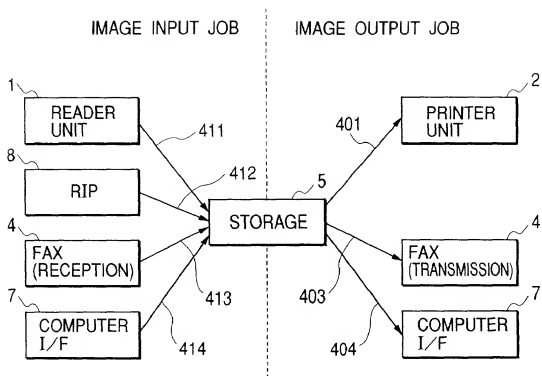 IMAGE INPUT JOB
IMAGE OUTPUT JOB
1
READER
UNIT
411
8
RIP
412
4
FAX
(RECEPTION)
413
7
COMPUTER
I/F
414
5
STORAGE
2
PRINTER
UNIT
401
4
FAX
(TRANSMISSION)
403
7
COMPUTER
I/F
404